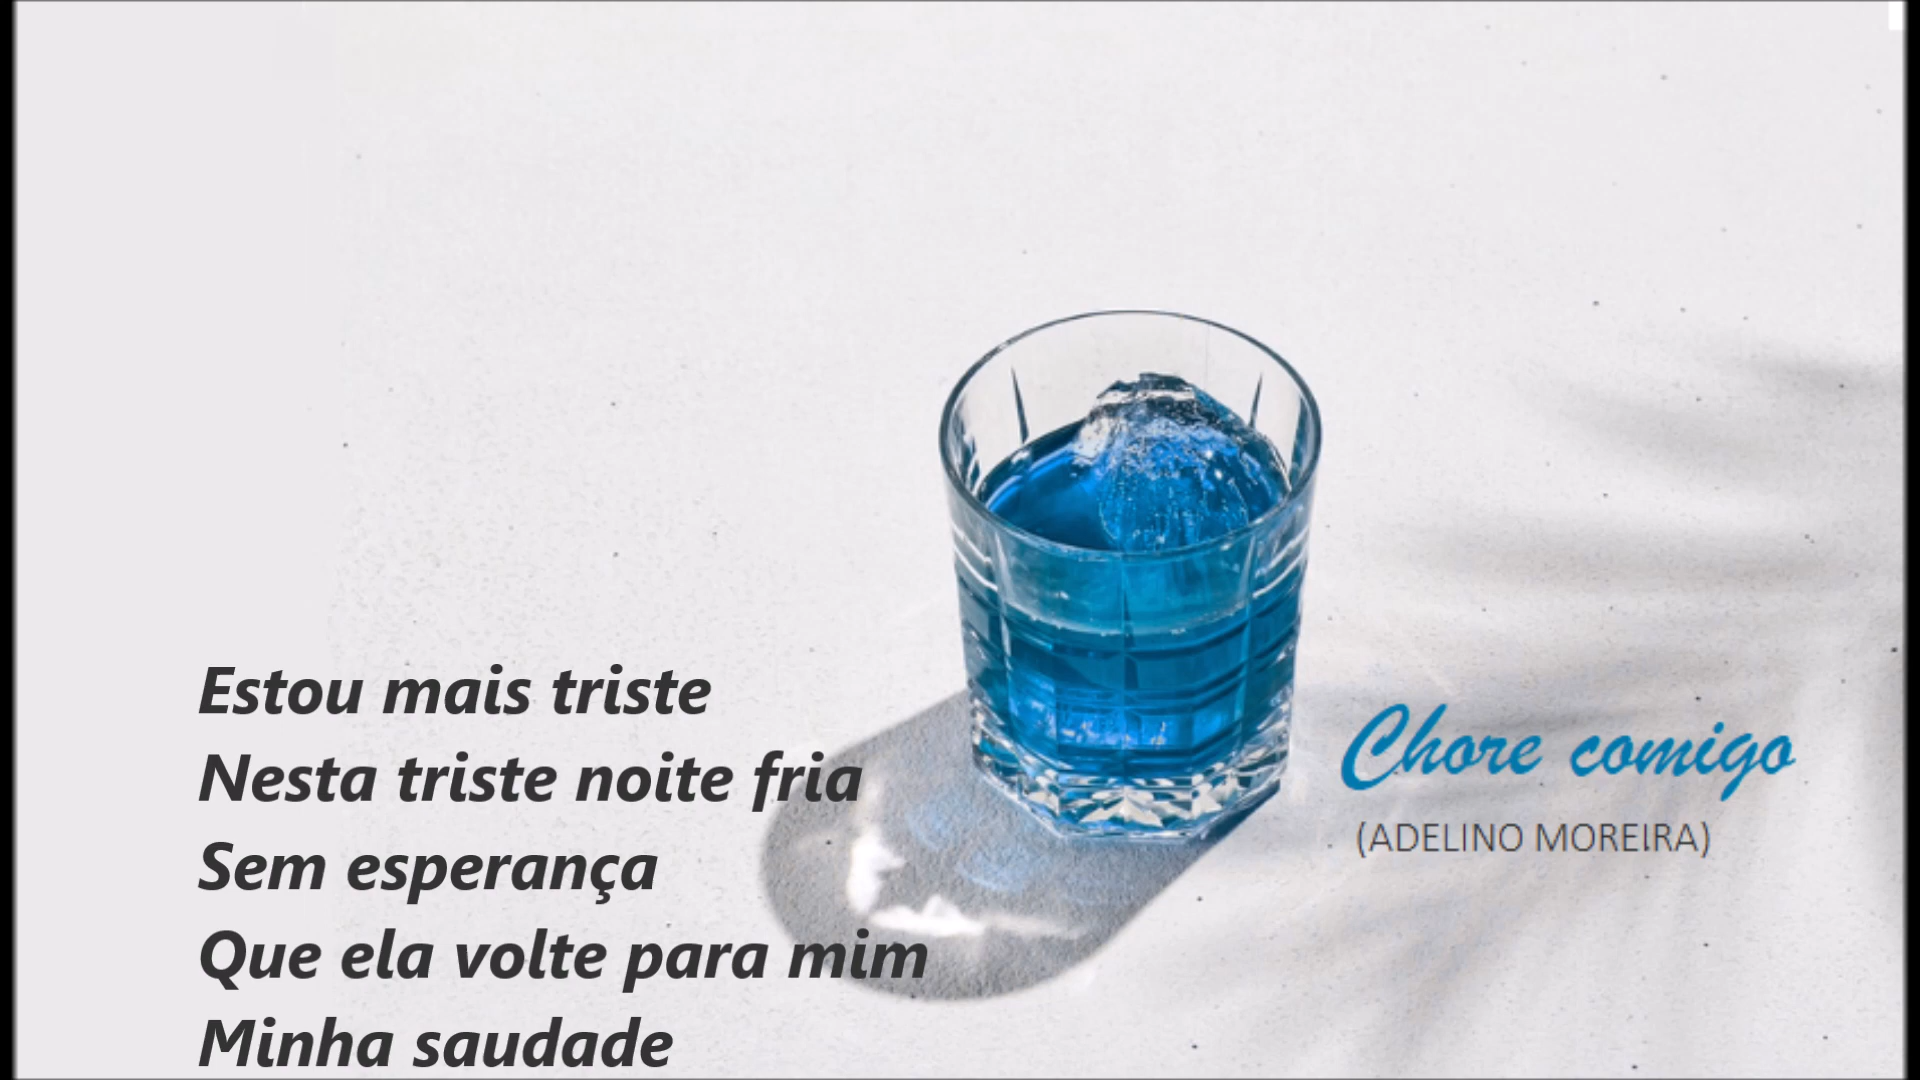 Estou mais triste
Nesta triste noite fria
Sem esperança
Que ela volte para mim
Minha saudade
Chore comigo
(ADELINO MOREIRA)